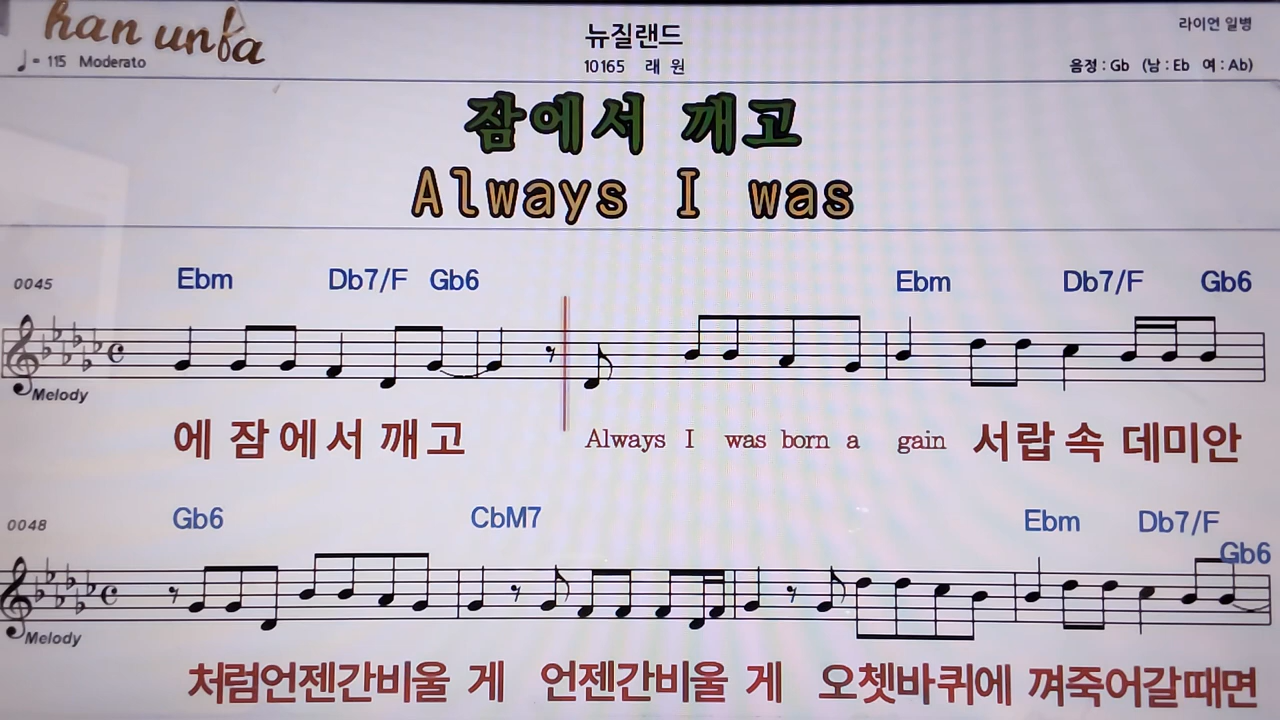 han unfa
뉴질랜드
라이언 일병
♩= 115 Moderato
10165 래 원
음정 : Gb (남 : Eb 여 : Ab)
잠에서 깨고
Always I was
0045 Ebm Db7/F Gb6 Ebm Db7/F Gb6
Melody
에 잠에서 깨고 Always I was born a gain 서랍속 데미안
0048 Gb6 CbM7 Ebm Db7/F Gb6
Melody
처럼언젠간비울 게 언젠간비울 게 오쳇바퀴에 껴죽어갈때면